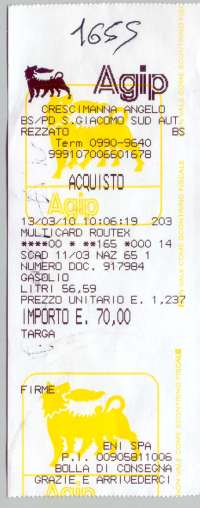 1655
Agip
CRESCIMANNA ANGELO
BS/PD S.GIACOMO SUD AUT
REZZATO BS
Term 0990-9640
999107006601678
ACQUISTO
Agip
13/03/10 10:06:19 203
MULTICARD ROUTEX
****00 * **165 *000 14
SCAD 11/03 NAZ 65 1
NUMERO DOC. 917984
GASOLIO
LITRI 56,59
PREZZO UNITARIO E. 1,237
IMPORTO E. 70,00
TARGA
FIRME
ENI SPA
P.I. 00905811006
BOLLA DI CONSEGNA
GRAZIE E ARRIVEDERCI
Agip